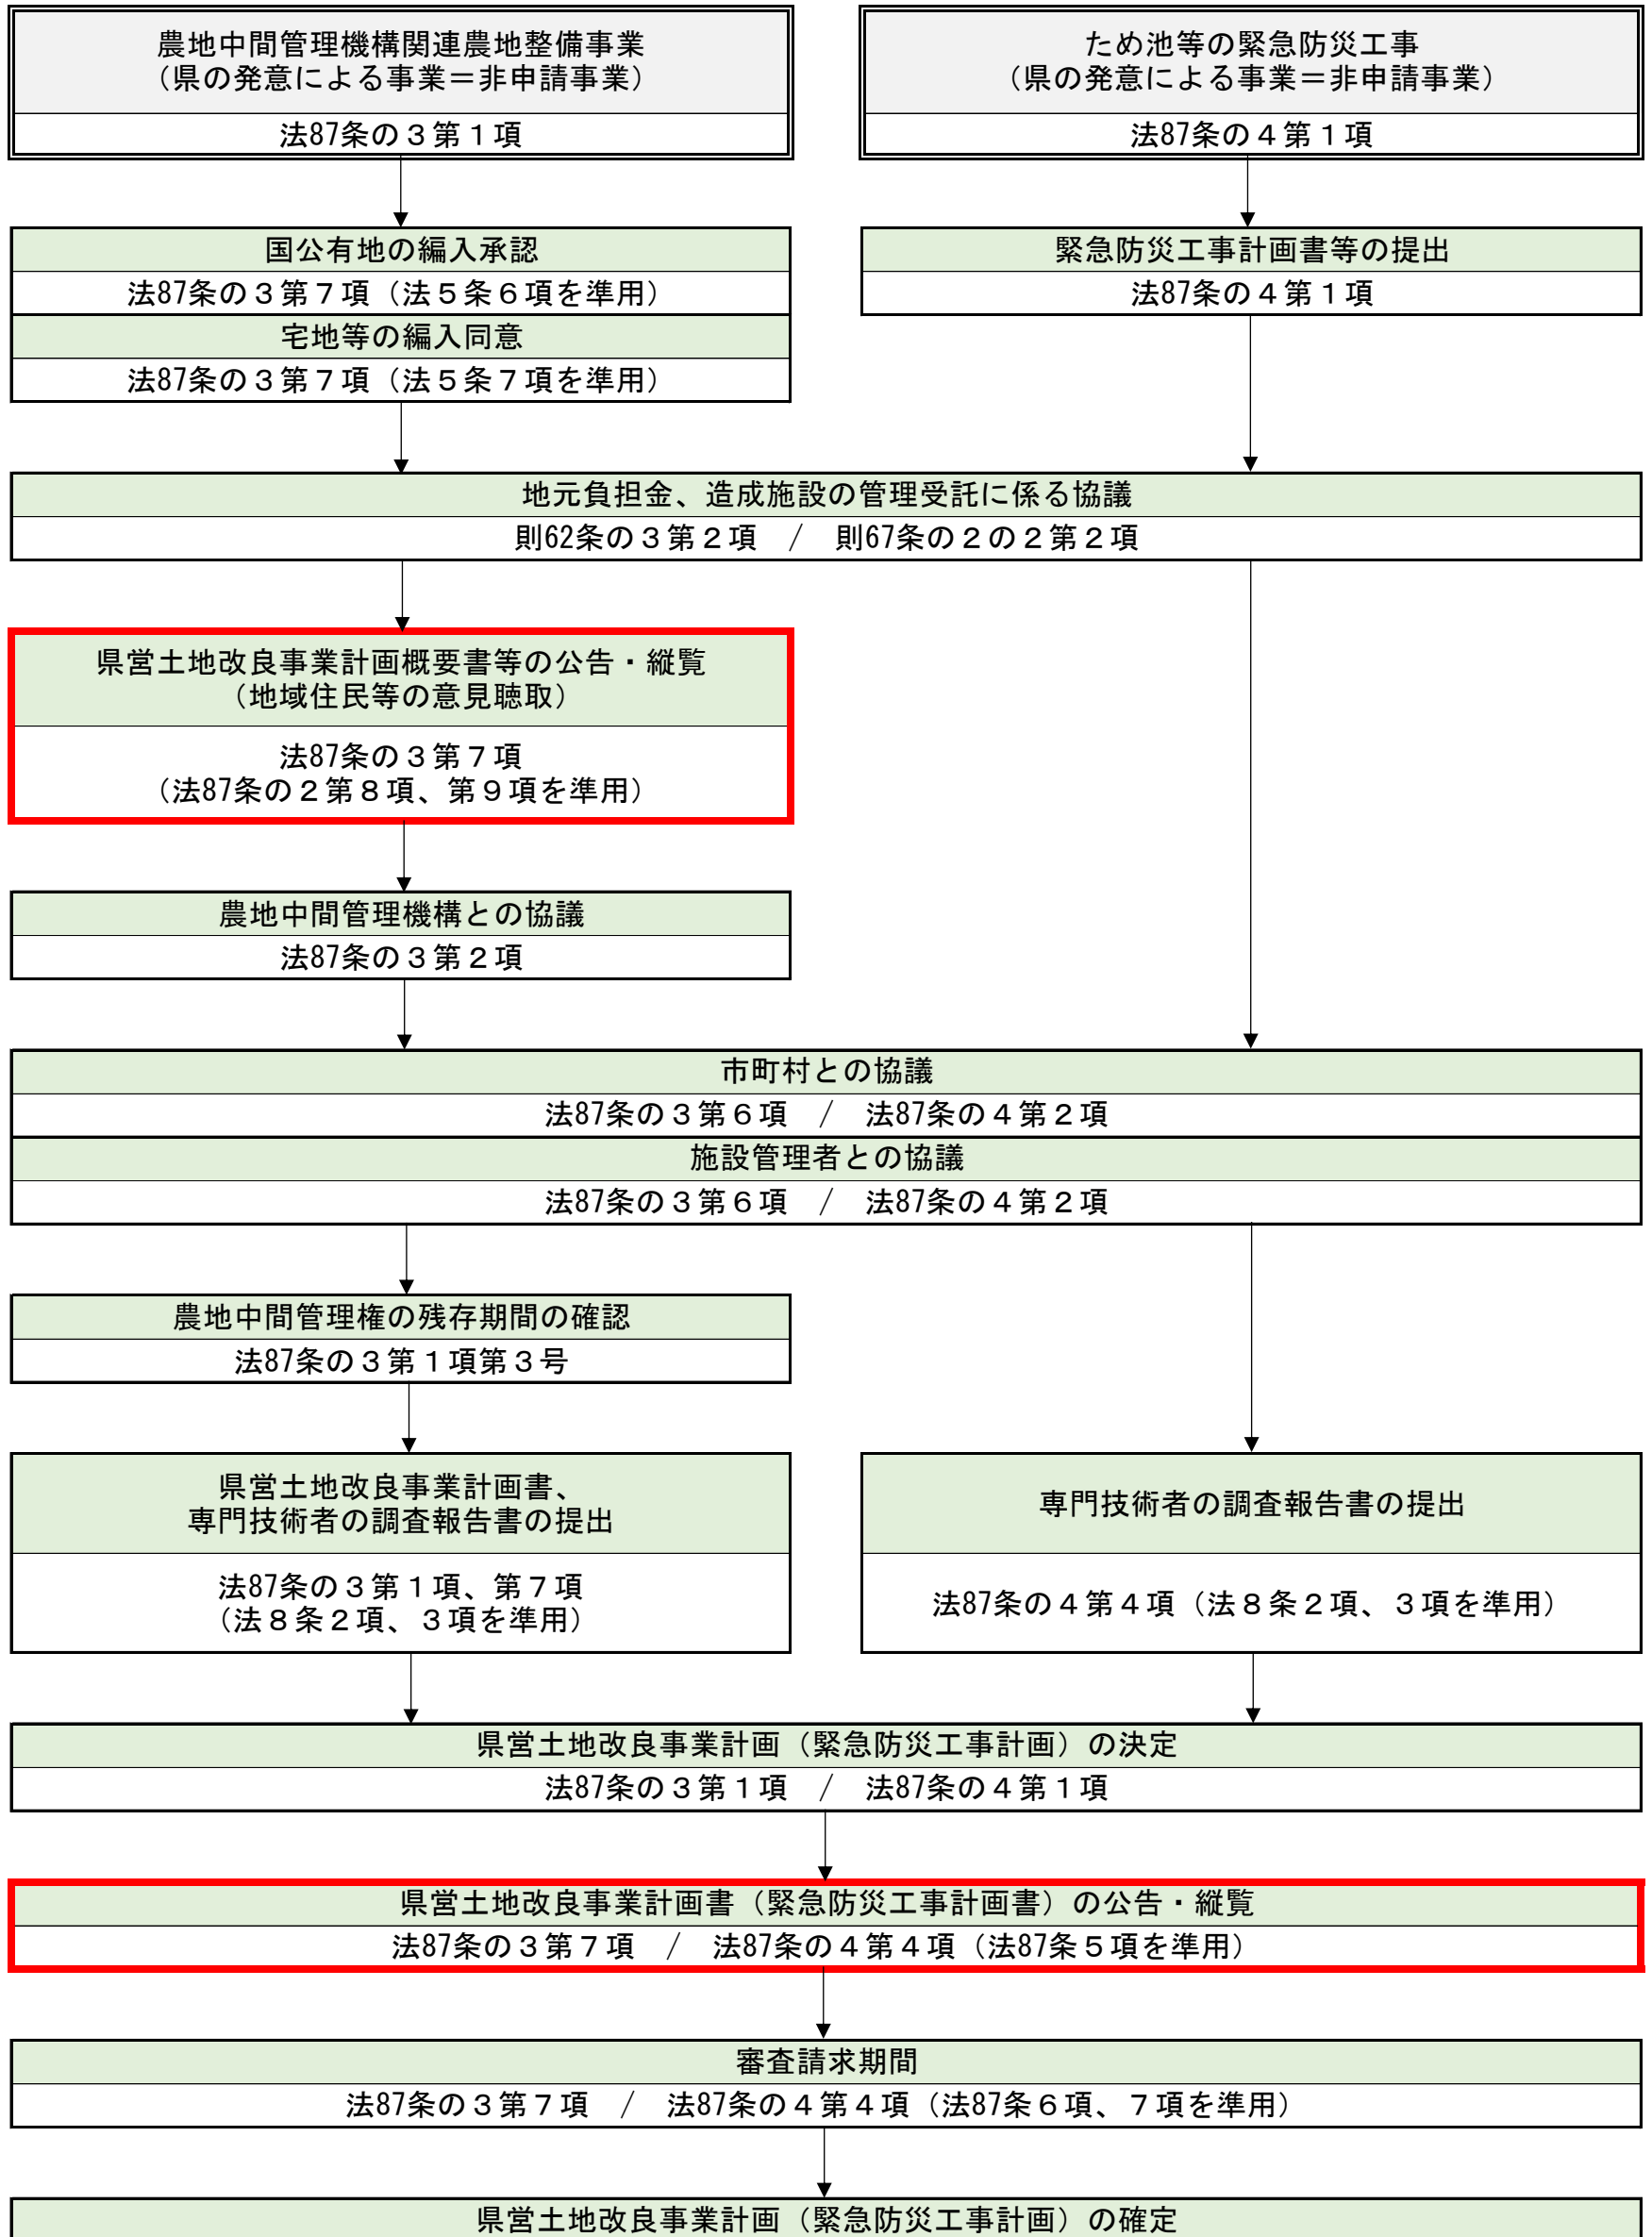 農地中間管理機構関連農地整備事業
（県の発意による事業＝非申請事業）
法87条の３第１項
ため池等の緊急防災工事
（県の発意による事業＝非申請事業）
法87条の４第１項
国公有地の編入承認
法87条の３第７項（法５条６項を準用）
宅地等の編入同意
法87条の３第７項（法５条７項を準用）
緊急防災工事計画書等の提出
法87条の４第１項
地元負担金、造成施設の管理受託に係る協議
則62条の３第２項　/　則67条の２の２第２項
県営土地改良事業計画概要書等の公告・縦覧
（地域住民等の意見聴取）
法87条の３第７項
（法87条の２第８項、第９項を準用）
農地中間管理機構との協議
法87条の３第２項
市町村との協議
法87条の３第６項　/　法87条の４第２項
施設管理者との協議
法87条の３第６項　/　法87条の４第２項
農地中間管理権の残存期間の確認
法87条の３第１項第３号
県営土地改良事業計画書、
専門技術者の調査報告書の提出
法87条の３第１項、第７項
（法８条２項、３項を準用）
専門技術者の調査報告書の提出
法87条の４第４項（法８条２項、３項を準用）
県営土地改良事業計画（緊急防災工事計画）の決定
法87条の３第１項　/　法87条の４第１項
県営土地改良事業計画書（緊急防災工事計画書）の公告・縦覧
法87条の３第７項　/　法87条の４第４項（法87条５項を準用）
審査請求期間
法87条の３第７項　/　法87条の４第４項（法87条６項、７項を準用）
県営土地改良事業計画（緊急防災工事計画）の確定